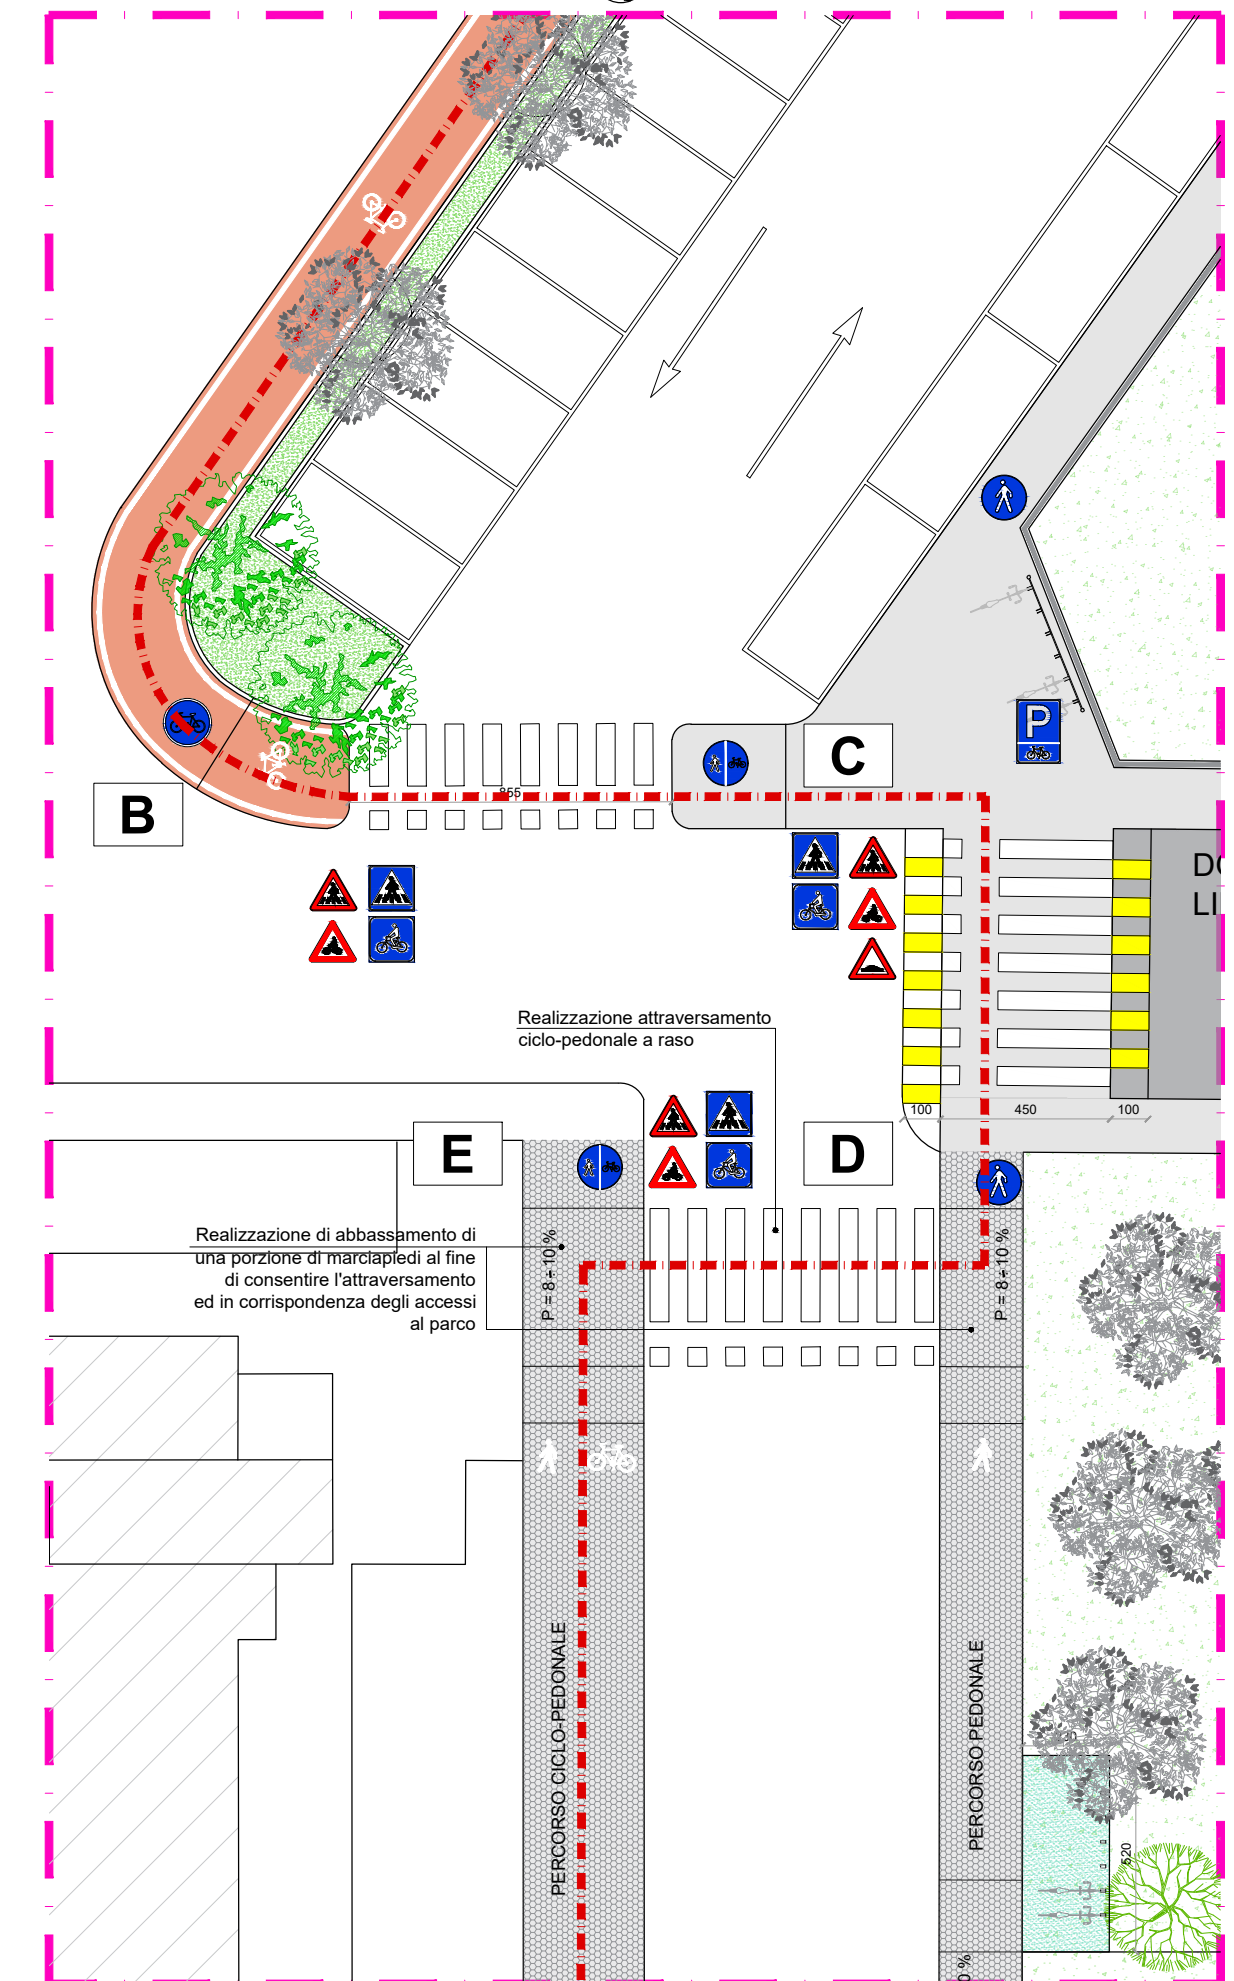 B
855
C
P
DO
LI
Realizzazione attraversamento
ciclo-pedonale a raso
100
450
100
E
D
Realizzazione di abbassamento di
una porzione di marciapiedi al fine
di consentire l'attraversamento
ed in corrispondenza degli accessi
al parco
P = 8÷10 %
P = 8÷10 %
PERCORSO CICLO-PEDONALE
PERCORSO PEDONALE
520
0 %